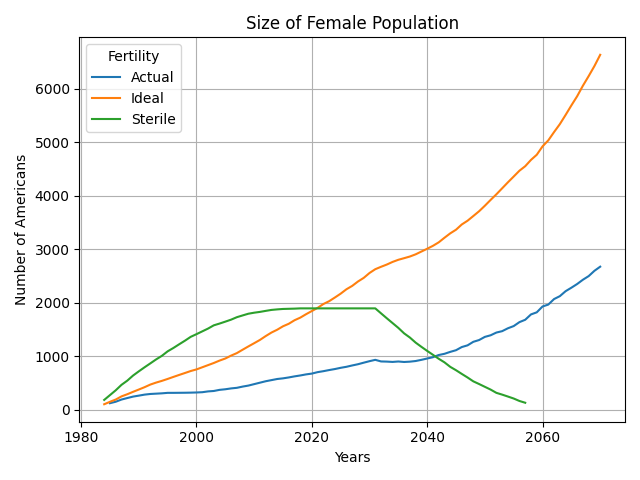 Size of Female Population
Fertility
Actual
Ideal
Sterile
Number of Americans
6000
5000
4000
3000
2000
1000
0
1980
2000
2020
2040
2060
Years